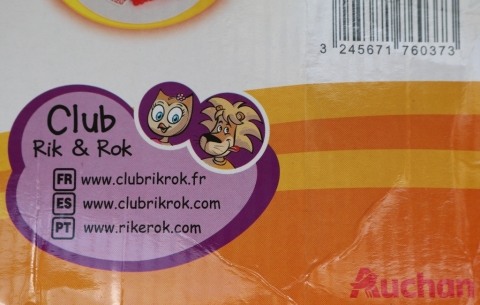 3 245671 760373
Club
Rik & Rok
FR www.clubrikrok.fr
ES www.clubrikrok.com
PT www.rikerok.com
Auchan